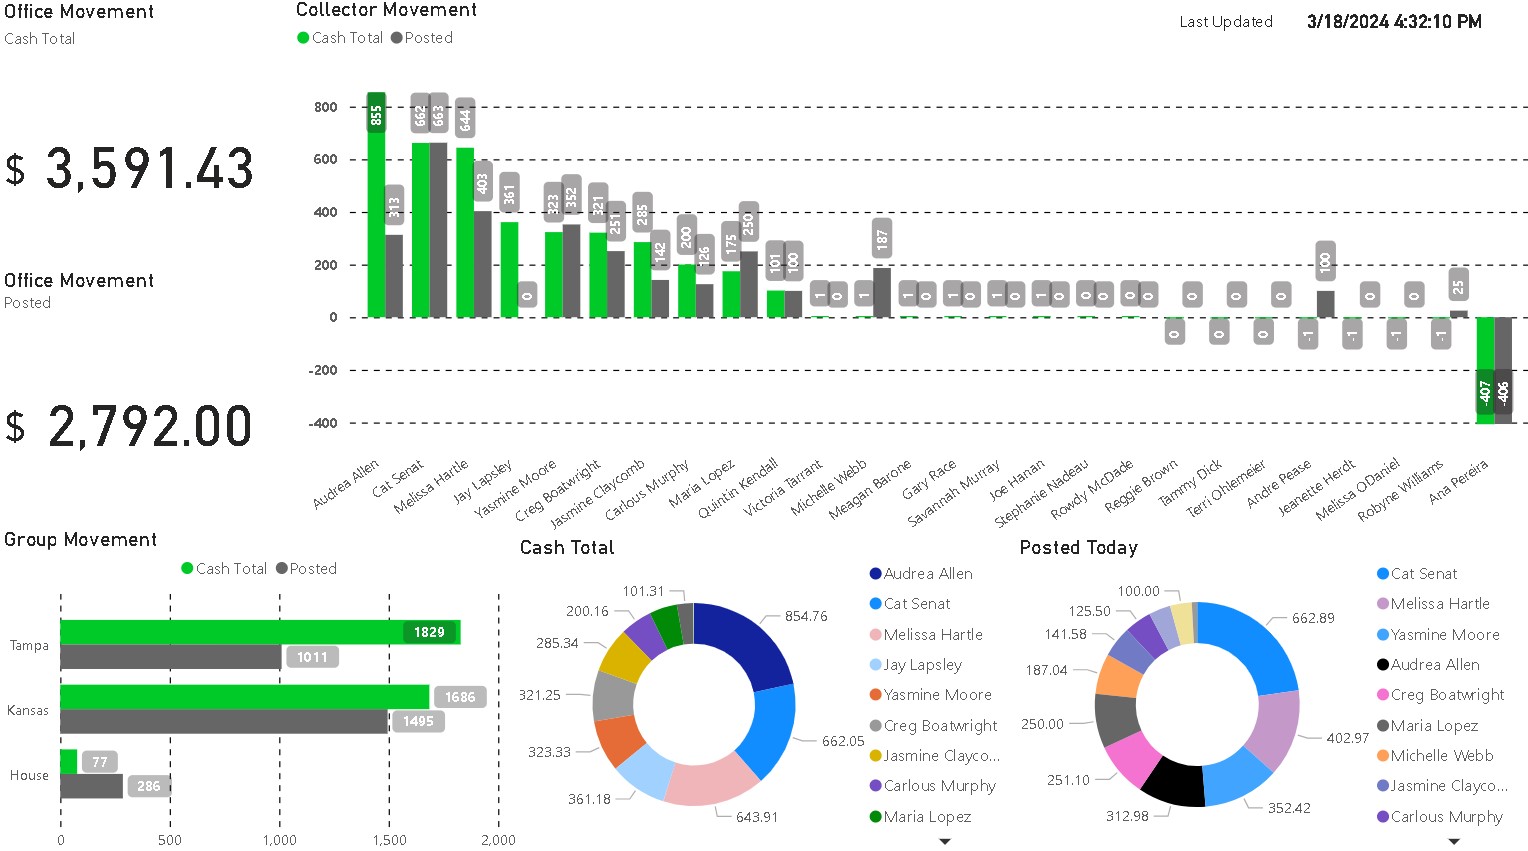 Office Movement
Cash Total
$ 3,591.43
Office Movement
Posted
$ 2,792.00
Collector Movement
Cash Total Posted
Last Updated 3/18/2024 4:32:10 PM
800
600
400
200
0
-200
-400
855 313 662 663 644 403 361 0 323 352 321 251 285 142 200 126 175 250 101 100 1 0 1 187 1 0 1 0 1 0 1 0 0 0 0 0 0 0 0 0 0 0 -1 100 -1 0 -1 0 -1 25 -407 -406
Audrea Allen
Cat Senat
Melissa Hartle
Jay Lapsley
Yasmine Moore
Creg Boatwright
Jasmine Claycomb
Carlous Murphy
Maria Lopez
Quintin Kendall
Victoria Tarrant
Michelle Webb
Meagan Barone
Gary Race
Savannah Murray
Joe Hanan
Stephanie Nadeau
Rowdy McDade
Reggie Brown
Tammy Dick
Terri Ohlemeier
Andre Pease
Jeanette Herdt
Melissa ODaniel
Robyne Williams
Ana Pereira
Group Movement
Cash Total Posted
Tampa 1829
1011
Kansas 1686
1495
House 77
286
0 500 1,000 1,500 2,000
Cash Total
854.76
662.05
643.91
361.18
323.33
321.25
285.34
200.16
101.31
Audrea Allen
Cat Senat
Melissa Hartle
Jay Lapsley
Yasmine Moore
Creg Boatwright
Jasmine Clayco...
Carlous Murphy
Maria Lopez
Posted Today
662.89
402.97
352.42
312.98
251.10
250.00
187.04
141.58
125.50
100.00
Cat Senat
Melissa Hartle
Yasmine Moore
Audrea Allen
Creg Boatwright
Maria Lopez
Michelle Webb
Jasmine Clayco...
Carlous Murphy